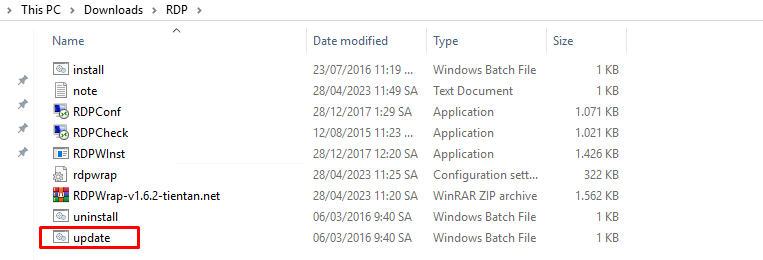 This PC > Downloads > RDP >
Name Date modified Type Size
install 23/07/2016 11:19 ... Windows Batch File 1 KB
note 28/04/2023 11:49 SA Text Document 1 KB
RDPConf 28/12/2017 1:29 SA Application 1.071 KB
RDPCheck 12/08/2015 11:23 ... Application 1.021 KB
RDPWInst 28/12/2017 12:20 SA Application 1.426 KB
rdpwrap 28/04/2023 11:25 SA Configuration sett... 322 KB
RDPWrap-v1.6.2-tientan.net 28/04/2023 11:20 SA WinRAR ZIP archive 1.562 KB
uninstall 06/03/2016 9:40 SA Windows Batch File 1 KB
update 06/03/2016 9:40 SA Windows Batch File 1 KB